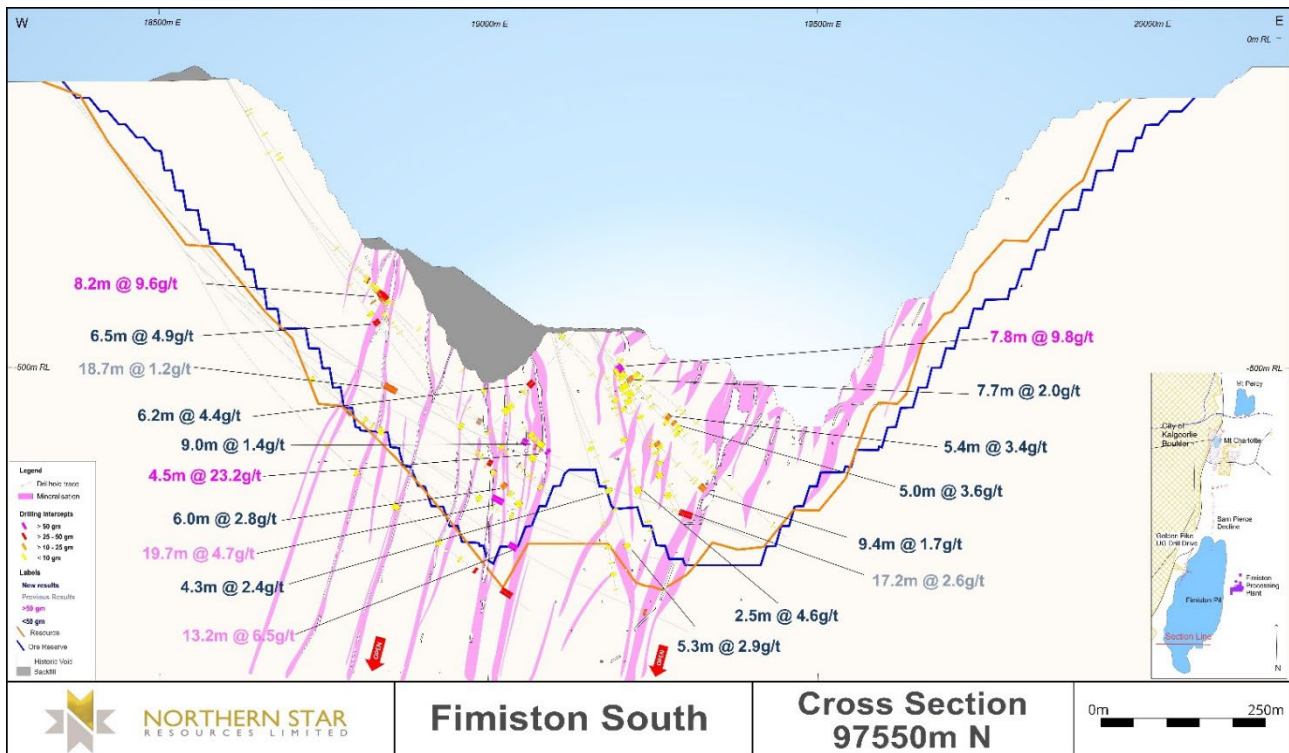 W
18500m E
19000m E
19500m E
20000m E
E
0m RL
8.2m @ 9.6g/t
6.5m @ 4.9g/t
-500m RL
18.7m @ 1.2g/t
6.2m @ 4.4g/t
9.0m @ 1.4g/t
4.5m @ 23.2g/t
6.0m @ 2.8g/t
19.7m @ 4.7g/t
4.3m @ 2.4g/t
13.2m @ 6.5g/t
7.8m @ 9.8g/t
-500m RL
7.7m @ 2.0g/t
5.4m @ 3.4g/t
5.0m @ 3.6g/t
9.4m @ 1.7g/t
17.2m @ 2.6g/t
2.5m @ 4.6g/t
5.3m @ 2.9g/t
OPEN
OPEN
Legend
Drill hole trace
Mineralisation
Drilling Intercepts
> 50 gm
> 25 - 50 gm
> 10 - 25 gm
< 10 gm
Labels
New results
Previous Results
>50 gm
<50 gm
Resource
Ore Reserve
Historic Void
Backfill
Mt Percy
City of
Kalgoorlie
Boulder
Mt Charlotte
Sam Pearce
Decline
Golden Pike
UG Drill Drive
Fimiston
Processing
Plant
Fimiston Pit
Section Line
N
NORTHERN STAR
RESOURCES LIMITED
Fimiston South
Cross Section
97550m N
0m
250m